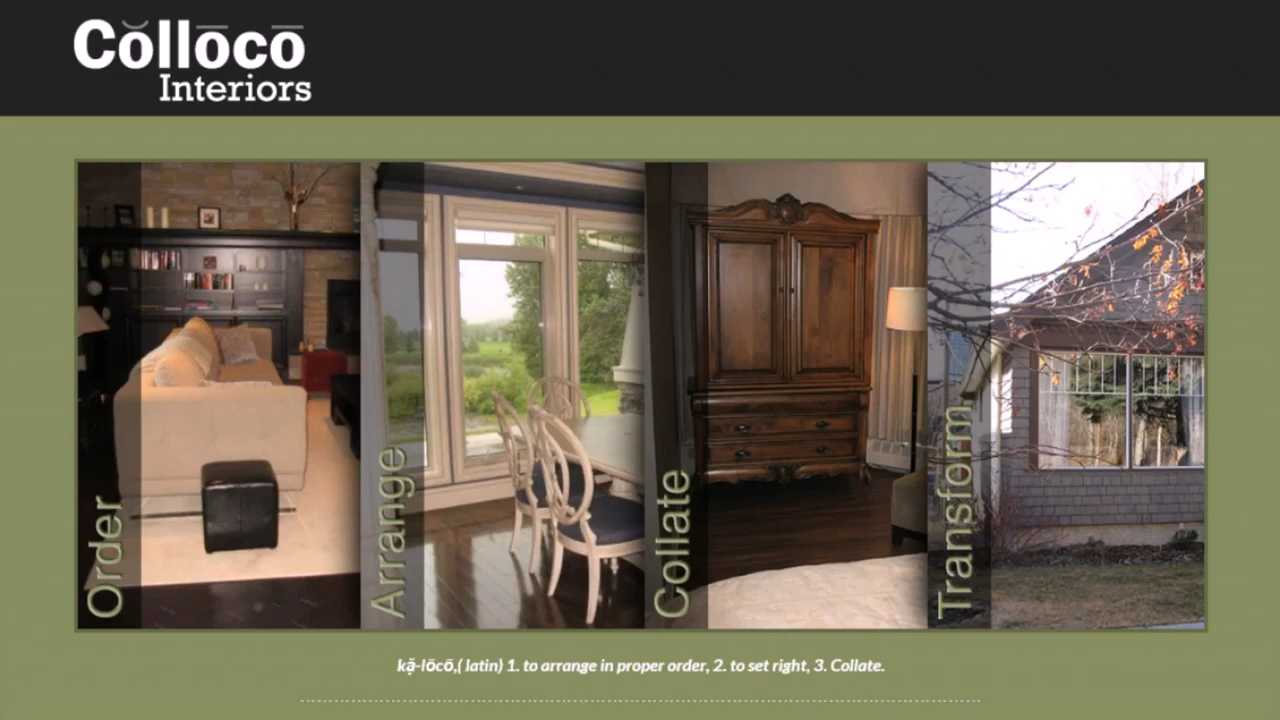 Cŏllōcō
Interiors
Order
Arrange
Collate
Transform
kặ-lōcō,( latin) 1. to arrange in proper order, 2. to set right, 3. Collate.